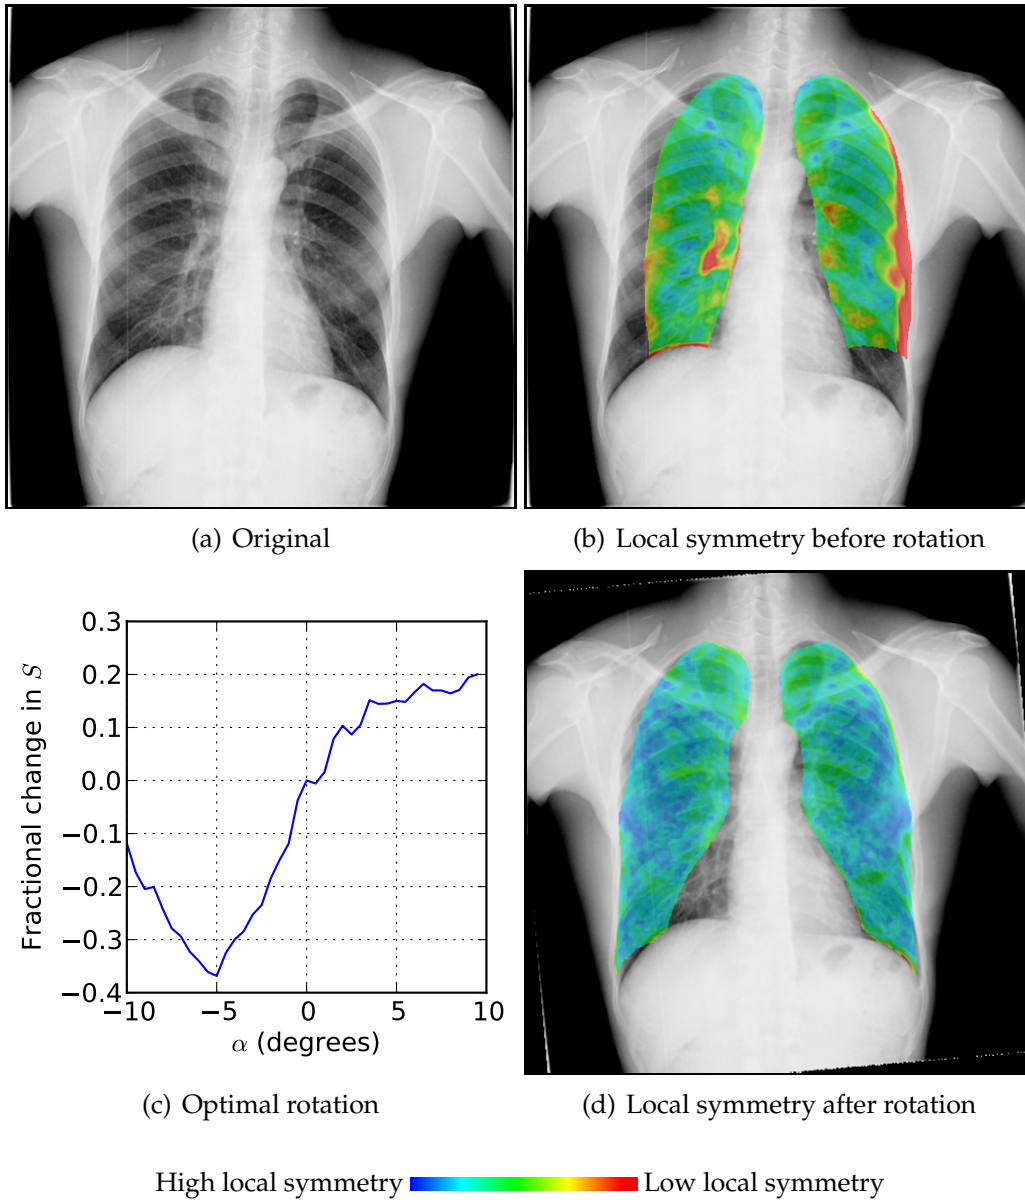 (a) Original
(b) Local symmetry before rotation
0.3
0.2
0.1
0.0
−0.1
−0.2
−0.3
−0.4
−10
−5
0
5
10
Fractional change in S
α (degrees)
(c) Optimal rotation
(d) Local symmetry after rotation
High local symmetry
Low local symmetry